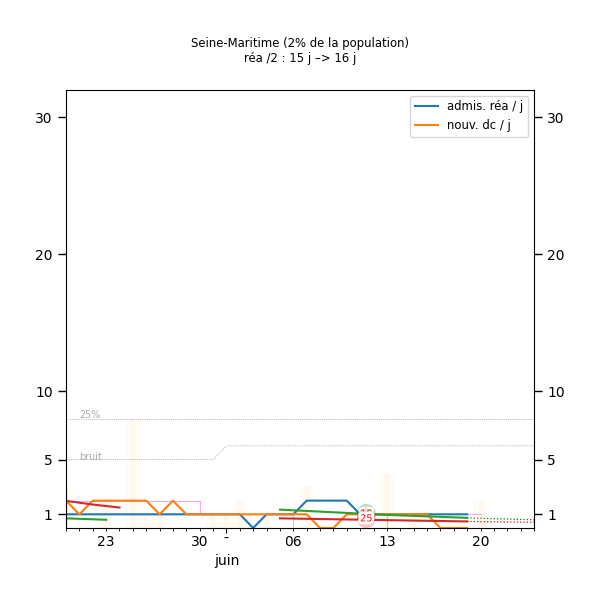 Seine-Maritime (2% de la population)
réa /2 : 15 j –> 16 j
admis. réa / j
nouv. dc / j
30 30
20 20
10 10
25%
5 5
bruit
1 1
25
23 30 - 06 13 20
juin